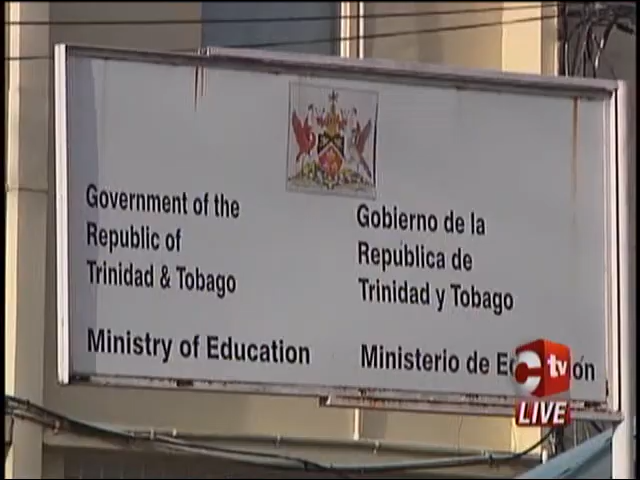 Government of the
Republic of
Trinidad & Tobago
Ministry of Education
Gobierno de la
Republica de
Trinidad y Tobago
Ministerio de
C tv
LIVE